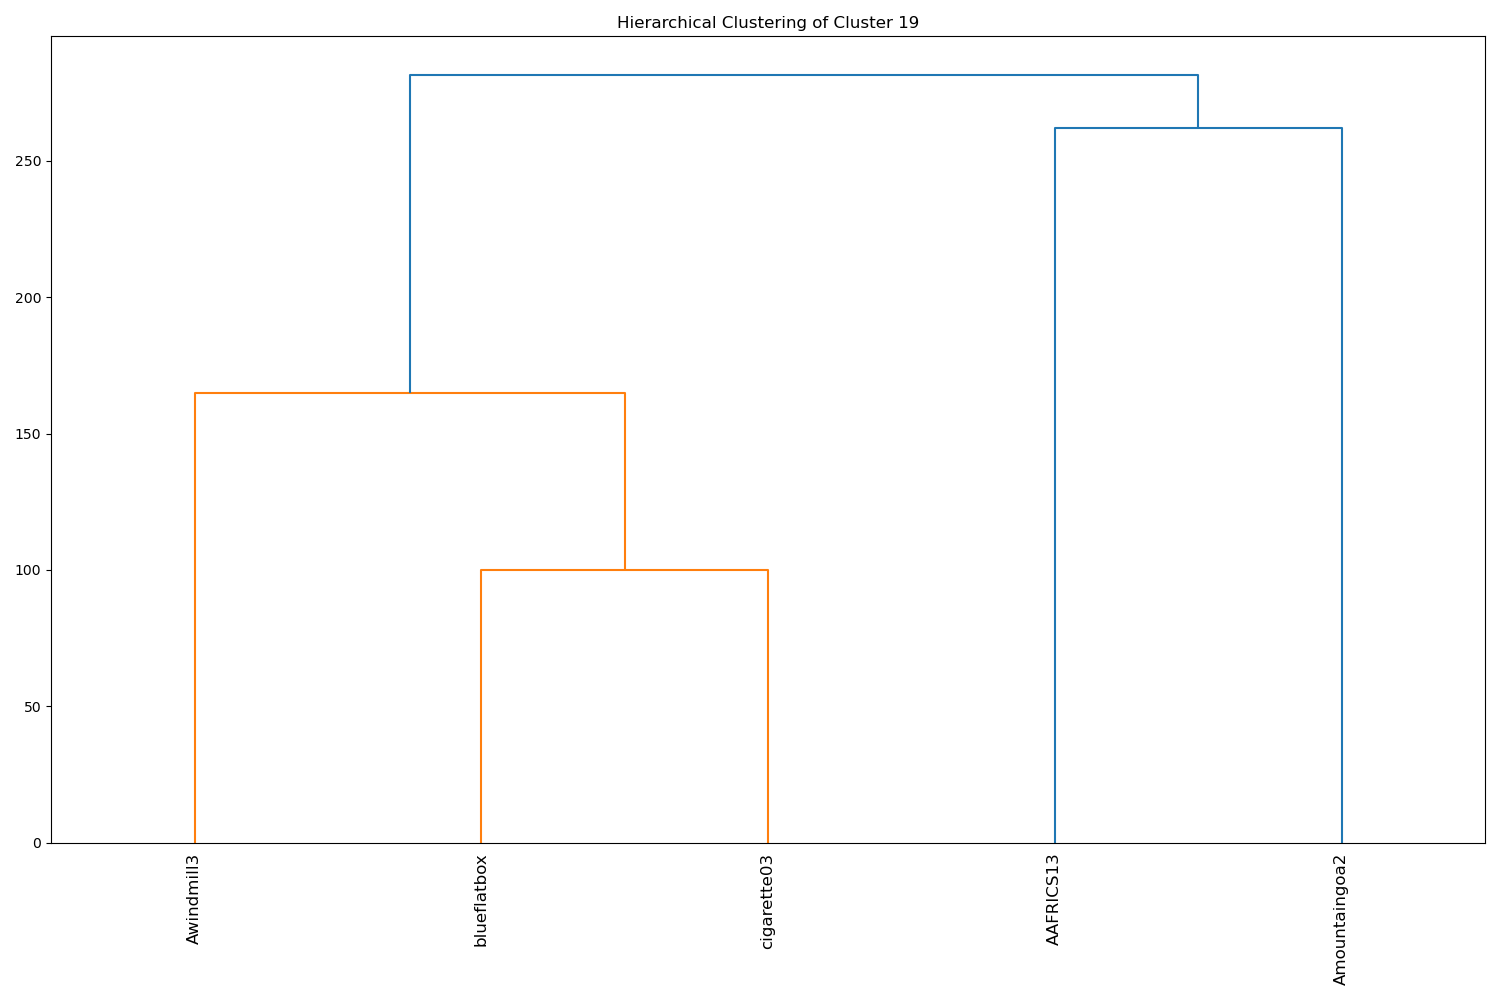 Hierarchical Clustering of Cluster 19
250
200
150
100
50
0
Awindmill3
blueflatbox
cigarette03
AAFRICS13
Amountaingoa2